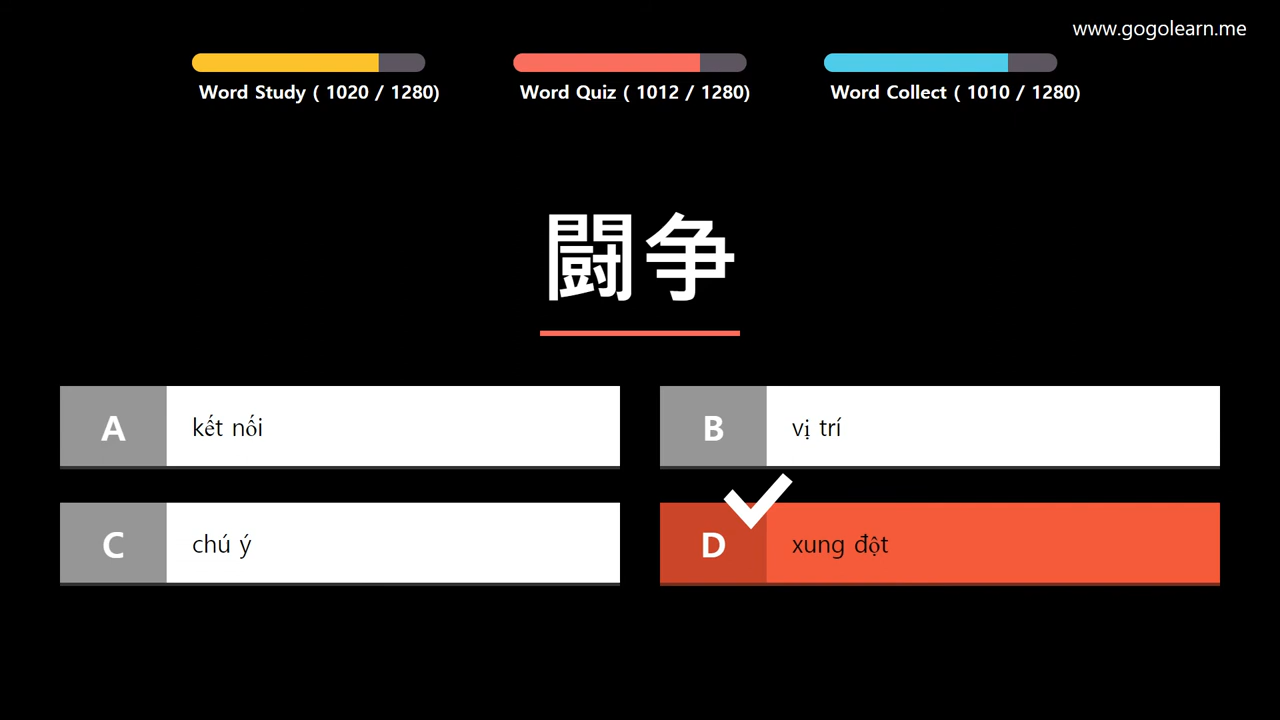 www.gogolearn.me
Word Study ( 1020 / 1280)
Word Quiz ( 1012 / 1280)
Word Collect ( 1010 / 1280)
闘争
A kết nối
B vị trí
C chú ý
D xung đột